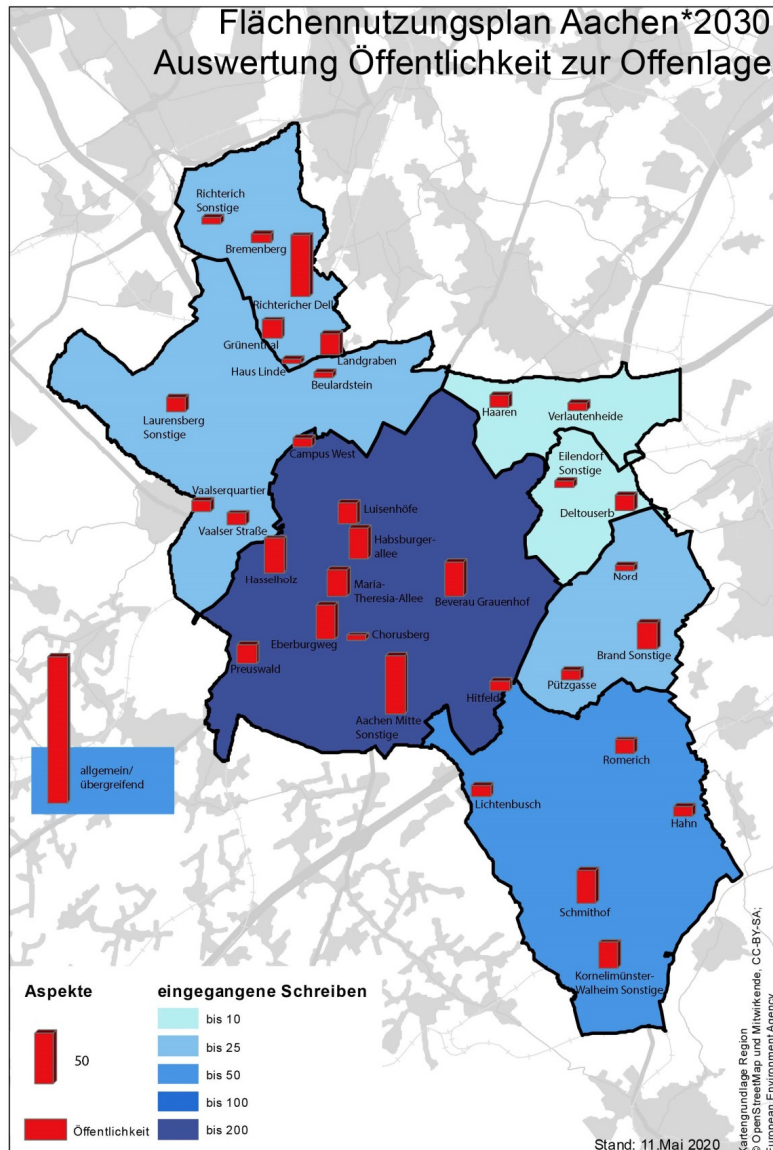 Flächennutzungsplan Aachen*2030
Auswertung Öffentlichkeit zur Offenlage
Richterich
Sonstige
Bremenberg
Richtericher Dell
Grünenthal
Landgraben
Haus Linde
Beulardstein
Laurensberg
Sonstige
Haaren
Verlautenheide
Campus West
Eilendorf
Sonstige
Deltouserb
Vaalserquartier
Vaalser Straße
Luisenhöfe
Habsburger-
allee
Hasselholz
Maria-
Theresia-Allee
Beverau Grauenhof
Nord
Eberburgweg
Chorusberg
Brand Sonstige
Preuswald
Pützgasse
Aachen Mitte
Sonstige
Hitfeld
allgemein/
übergreifend
Romerich
Lichtenbusch
Hahn
Schmithof
Kornelimünster-
Walheim Sonstige
Aspekte
50
Öffentlichkeit
eingegangene Schreiben
bis 10
bis 25
bis 50
bis 100
bis 200
Stand: 11.Mai 2020
Kartengrundlage Region
© OpenStreetMap und Mitwirkende, CC-BY-SA;
European Environment Agency